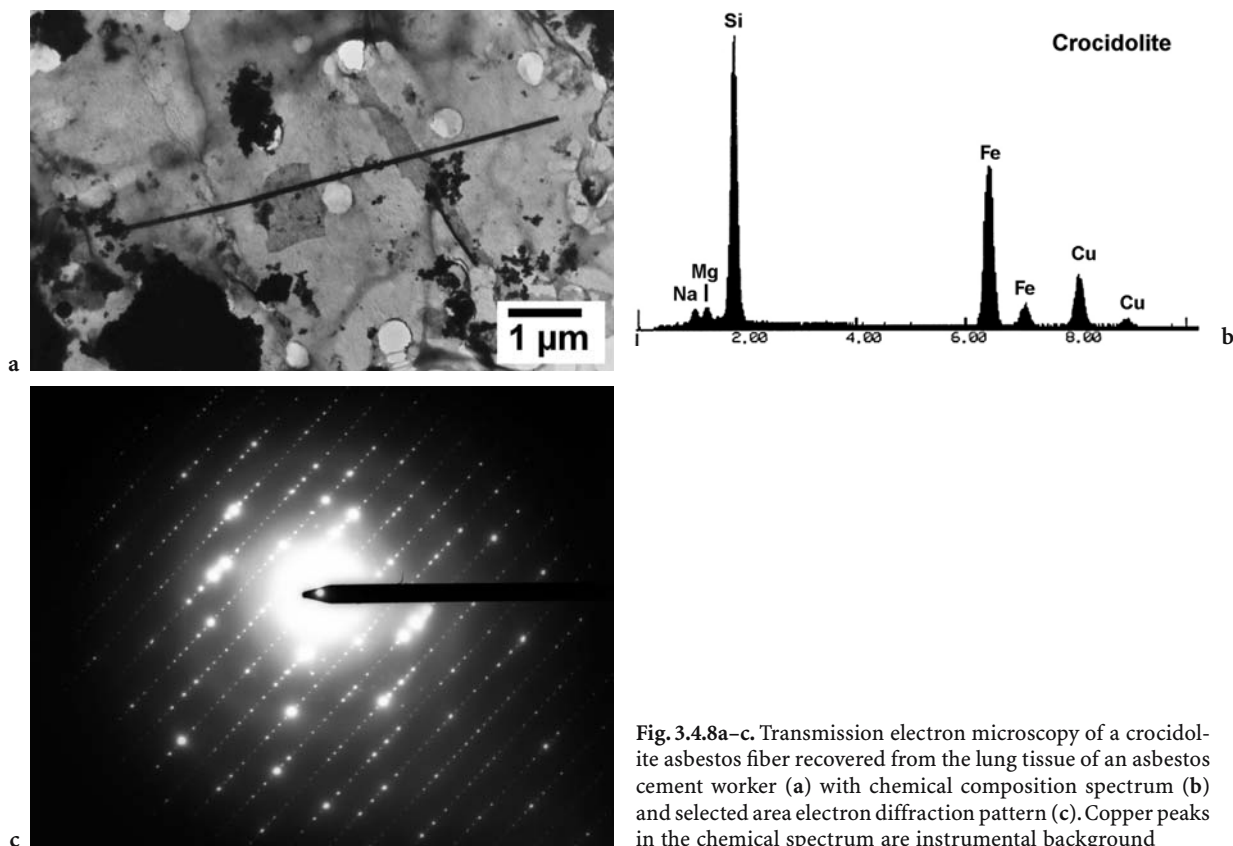 a
1 µm
Crocidolite
Si
Fe
Cu
Mg
Na
Fe
Cu
2.00 4.00 6.00 8.00
b
c
Fig. 3.4.8a–c. Transmission electron microscopy of a crocidol-
ite asbestos fiber recovered from the lung tissue of an asbestos
cement worker (a) with chemical composition spectrum (b)
and selected area electron diffraction pattern (c). Copper peaks
in the chemical spectrum are instrumental background